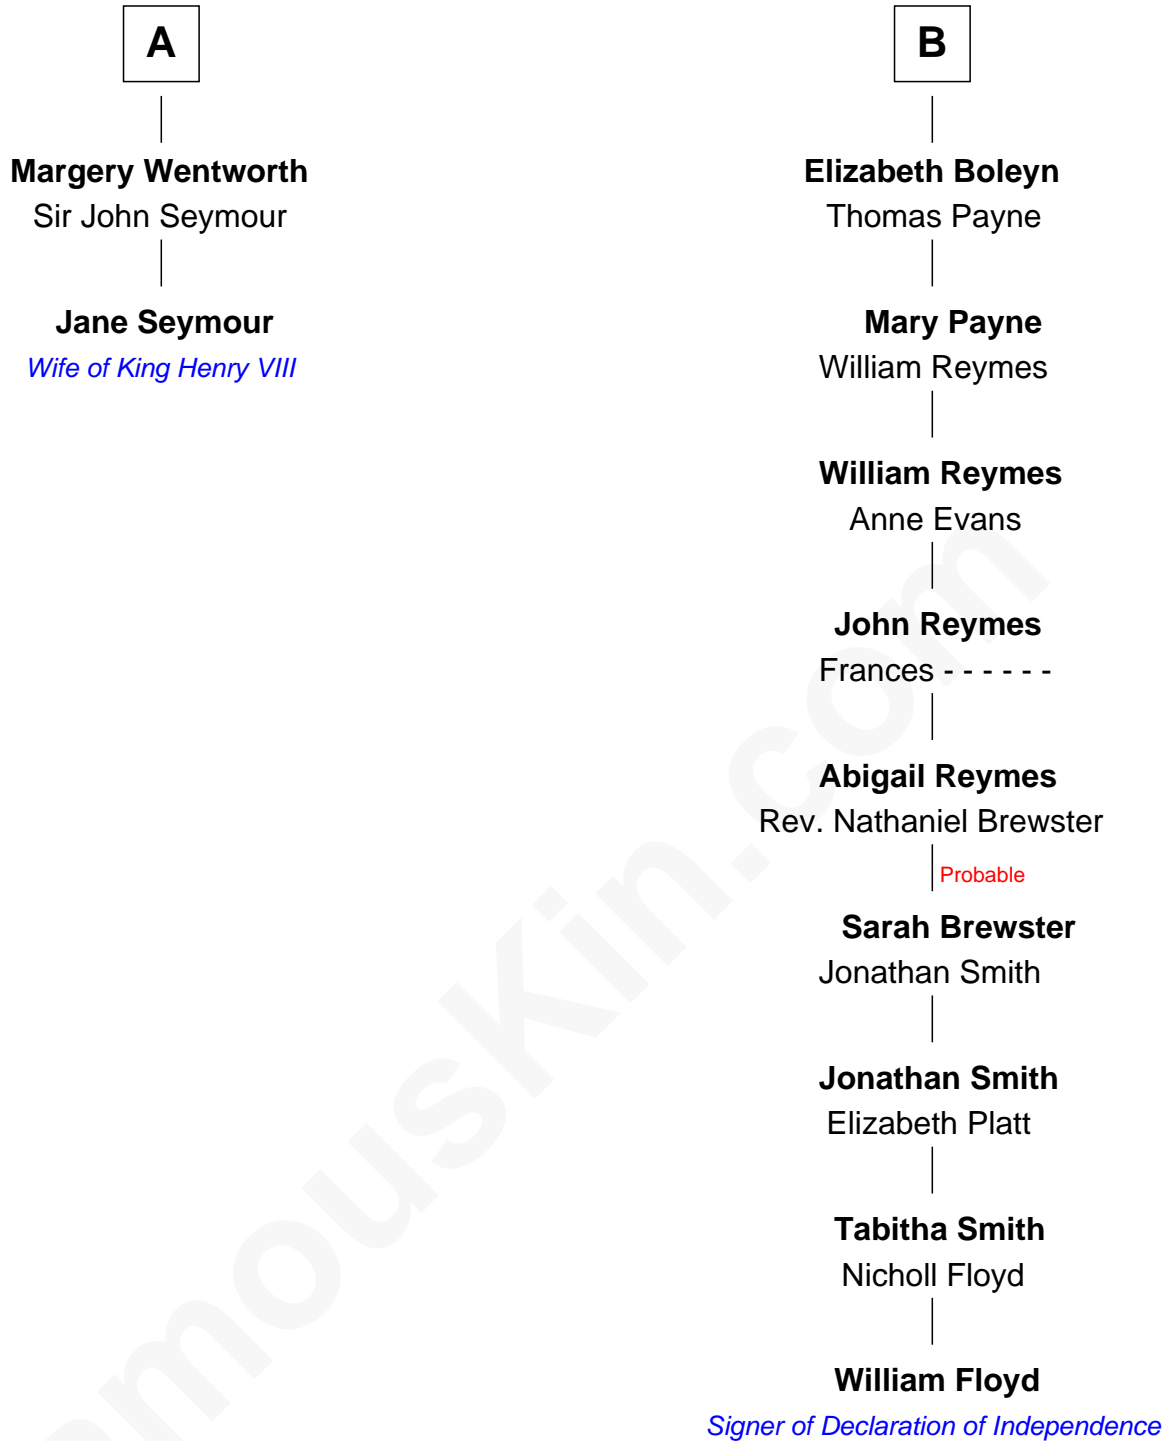 A
Margery Wentworth
Sir John Seymour
Jane Seymour
Wife of King Henry VIII
B
Elizabeth Boleyn
Thomas Payne
Mary Payne
William Reymes
William Reymes
Anne Evans
John Reymes
Frances - - - - - -
Abigail Reymes
Rev. Nathaniel Brewster
Probable
Sarah Brewster
Jonathan Smith
Jonathan Smith
Elizabeth Platt
Tabitha Smith
Nicholl Floyd
William Floyd
Signer of Declaration of Independence
amouskin.com